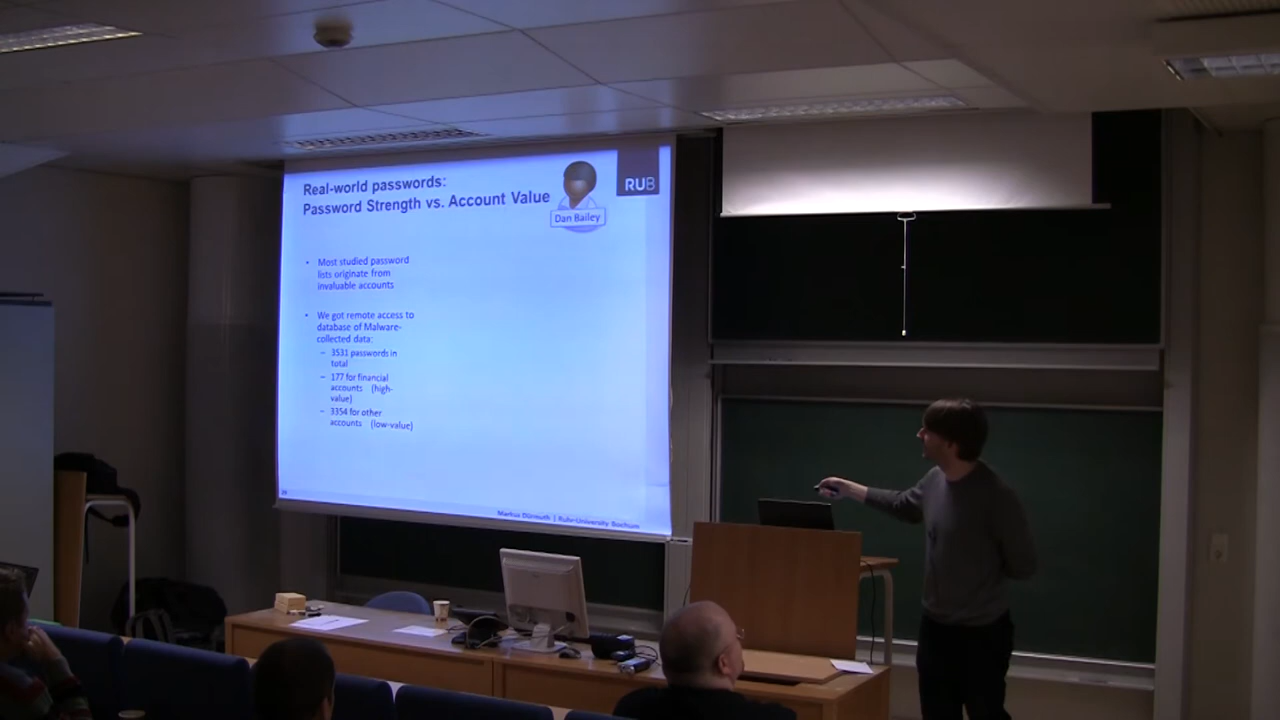 Real-world passwords:
Password Strength vs. Account Value
Dan Bailey
RUB
• Most studied password
lists originate from
invaluable accounts
• We got remote access to
database of Malware-
collected data:
– 3531 passwords in
total
– 177 for financial
accounts (high-
value)
– 3354 for other
accounts (low-value)
Markus Dürmuth | Ruhr-University Bochum